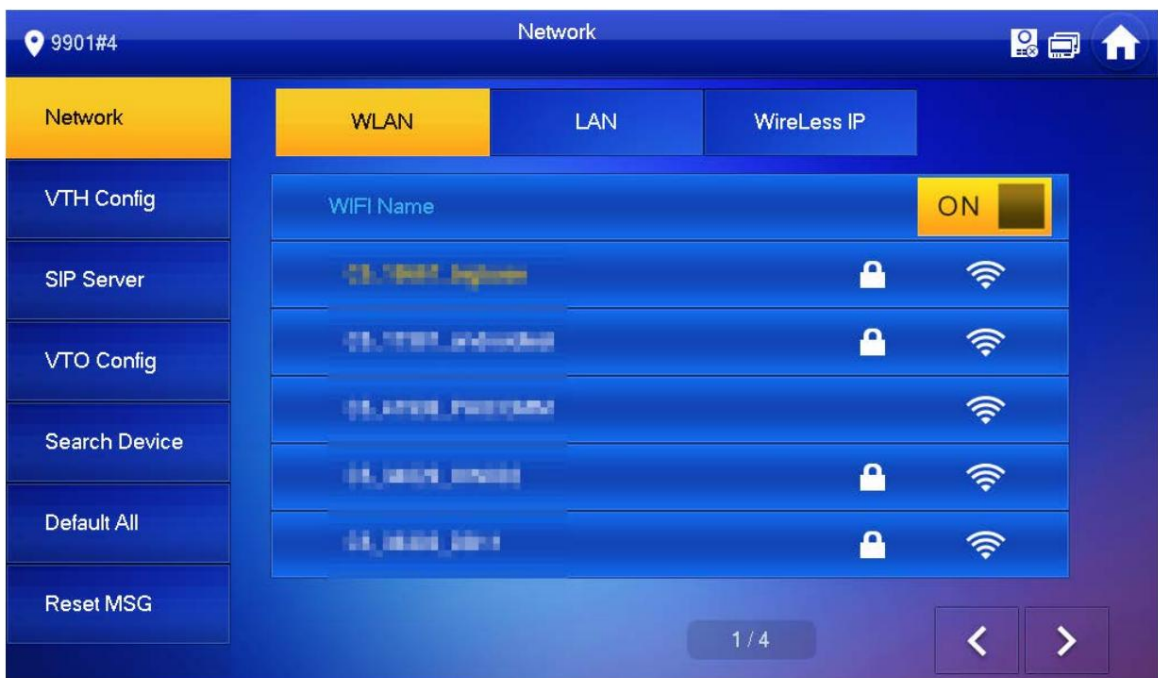 9901#4
Network
Network
VTH Config
SIP Server
VTO Config
Search Device
Default All
Reset MSG
WLAN
LAN
WireLess IP
WIFI Name
ON
1 / 4